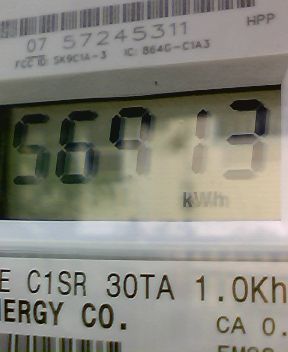 HPP
07 57245311
FCC ID: SK9C1A-3 IC: 864G-C1A3
56913
kWh
E C1SR 30TA 1.0Kh
NERGY CO.
CA 0.